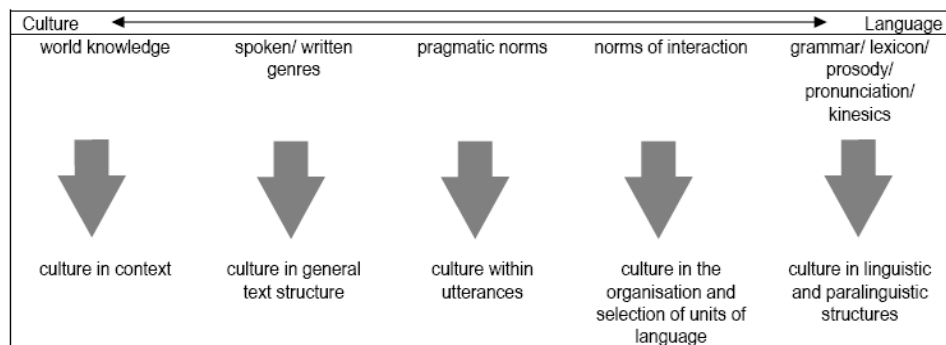 Culture Language
world knowledge
spoken/ written
genres
pragmatic norms
norms of interaction
grammar/ lexicon/
prosody/
pronunciation/
kinesics
culture in context
culture in general
text structure
culture within
utterances
culture in the
organisation and
selection of units of
language
culture in linguistic
and paralinguistic
structures